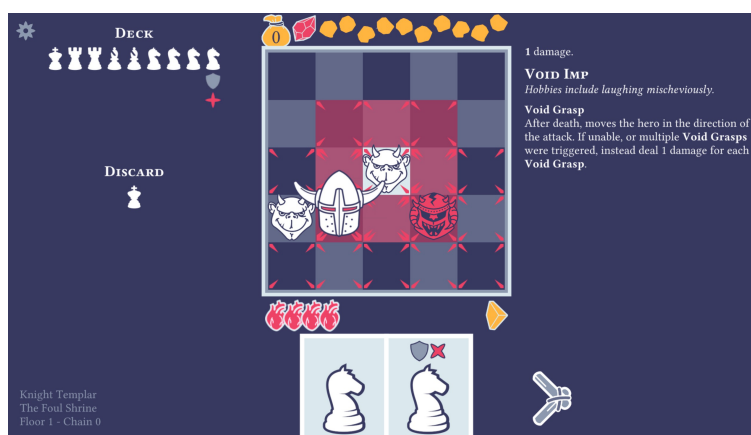 DECK
0
1 damage.
VOID IMP
Hobbies include laughing mischeviously.
Void Grasp
After death, moves the hero in the direction of
the attack. If unable, or multiple Void Grasps
were triggered, instead deal 1 damage for each
Void Grasp.
DISCARD
Knight Templar
The Foul Shrine
Floor 1 - Chain 0